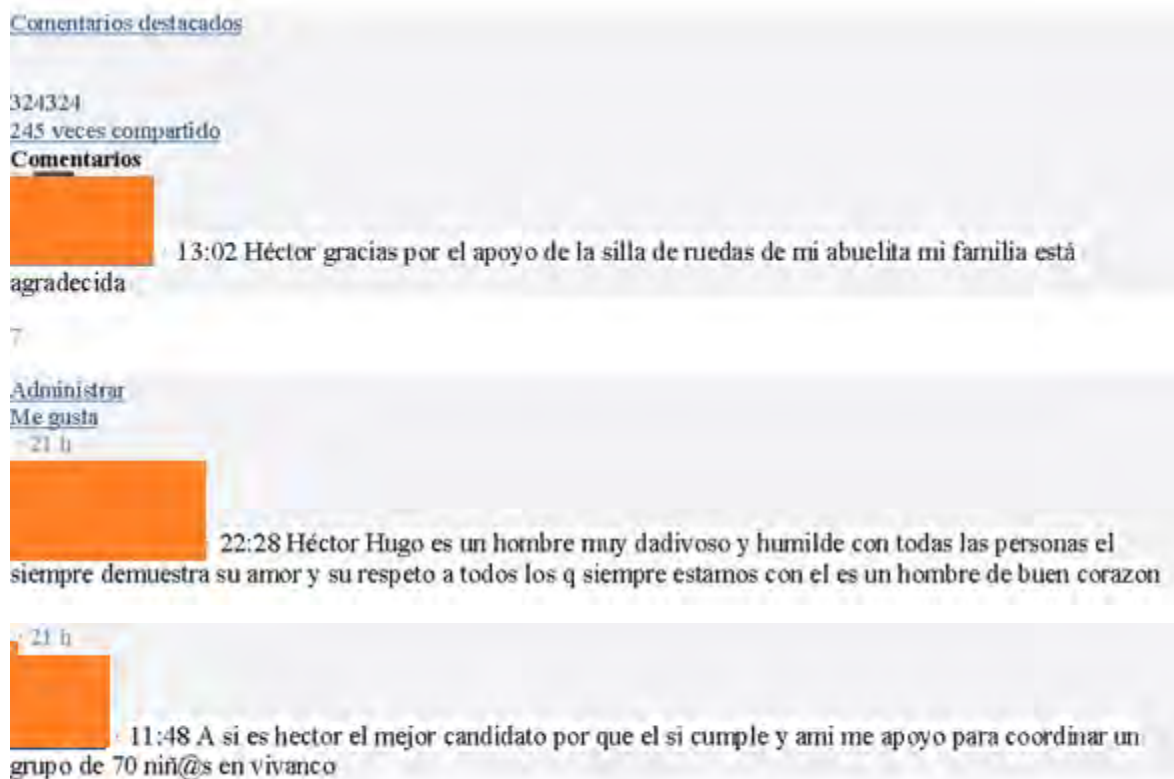 Comentarios destacados
324324
245 veces compartido
Comentarios
13:02 Héctor gracias por el apoyo de la silla de ruedas de mi abuelita mi familia está
agradecida
7
Administrar
Me gusta
· 21 h
22:28 Héctor Hugo es un hombre muy dadivoso y humilde con todas las personas el
siempre demuestra su amor y su respeto a todos los q siempre estamos con el es un hombre de buen corazon
· 21 h
· 11:48 A si es hector el mejor candidato por que el si cumple y ami me apoyo para coordinar un
grupo de 70 niñ@s en vivanco